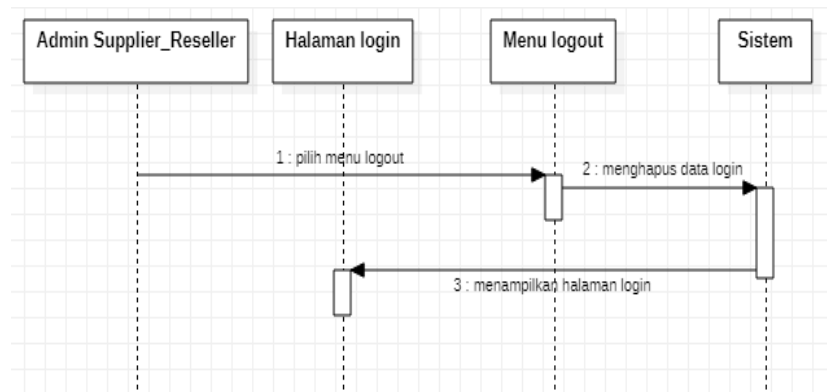 Admin Supplier_Reseller
Halaman login
Menu logout
Sistem
1 : pilih menu logout
2 : menghapus data login
3 : menampilkan halaman login